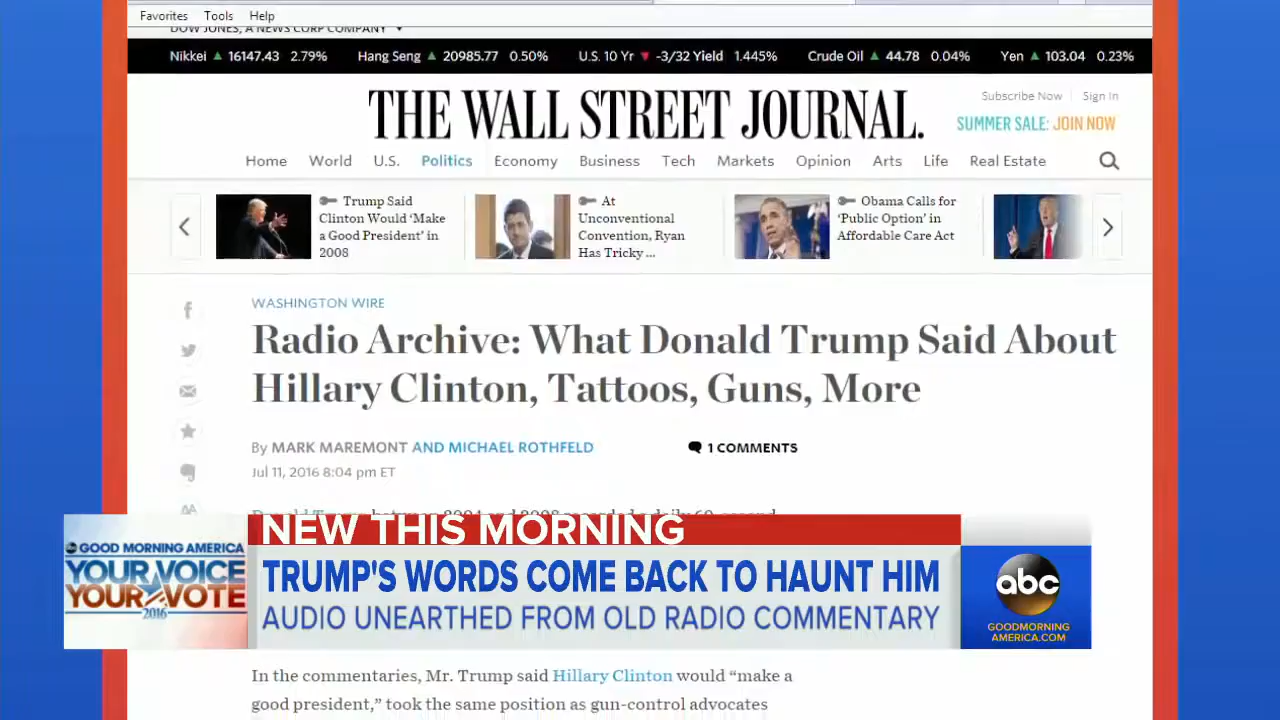 Favorites Tools Help
DOW JONES, A NEWS CORP COMPANY
Nikkei ▲ 16147.43 2.79% Hang Seng ▲ 20985.77 0.50% U.S. 10 Yr ▼ -3/32 Yield 1.445% Crude Oil ▲ 44.78 0.04% Yen ▲ 103.04 0.23%
Subscribe Now Sign In
THE WALL STREET JOURNAL.
SUMMER SALE: JOIN NOW
Home World U.S. Politics Economy Business Tech Markets Opinion Arts Life Real Estate
Trump Said
Clinton Would ‘Make
a Good President’ in
2008
At
Unconventional
Convention, Ryan
Has Tricky ...
Obama Calls for
‘Public Option’ in
Affordable Care Act
WASHINGTON WIRE
Radio Archive: What Donald Trump Said About
Hillary Clinton, Tattoos, Guns, More
By MARK MAREMONT AND MICHAEL ROTHFELD
1 COMMENTS
Jul 11, 2016 8:04 pm ET
AA
NEW THIS MORNING
abc GOOD MORNING AMERICA
YOUR VOICE
YOUR VOTE
2016
TRUMP'S WORDS COME BACK TO HAUNT HIM
AUDIO UNEARTHED FROM OLD RADIO COMMENTARY
abc
GOODMORNING
AMERICA.COM
In the commentaries, Mr. Trump said Hillary Clinton would “make a
good president,” took the same position as gun-control advocates